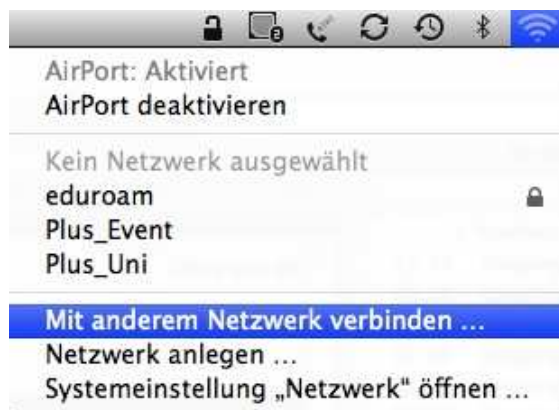 AirPort: Aktiviert
AirPort deaktivieren
Kein Netzwerk ausgewählt
eduroam
Plus_Event
Plus_Uni
Mit anderem Netzwerk verbinden ...
Netzwerk anlegen ...
Systemeinstellung „Netzwerk“ öffnen ...